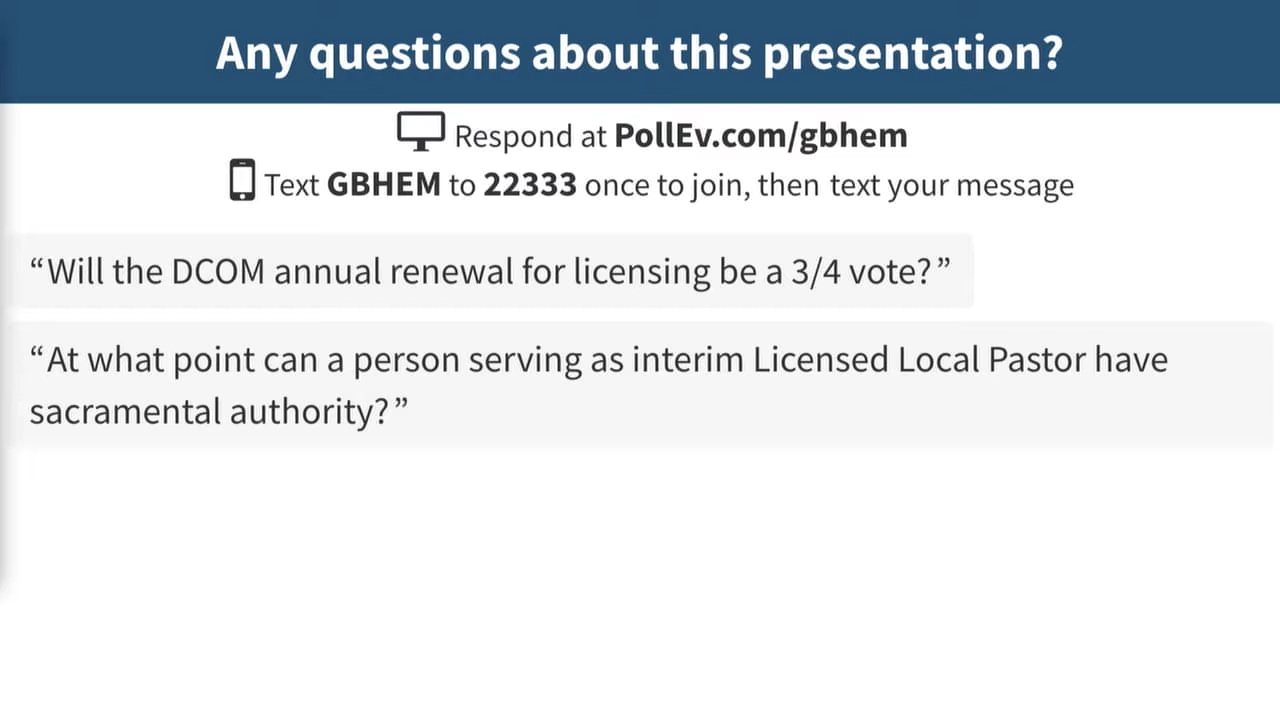 Any questions about this presentation?
Respond at PollEv.com/gbhem
Text GBHEM to 22333 once to join, then text your message
“Will the DCOM annual renewal for licensing be a 3/4 vote?”
“At what point can a person serving as interim Licensed Local Pastor have
sacramental authority?”